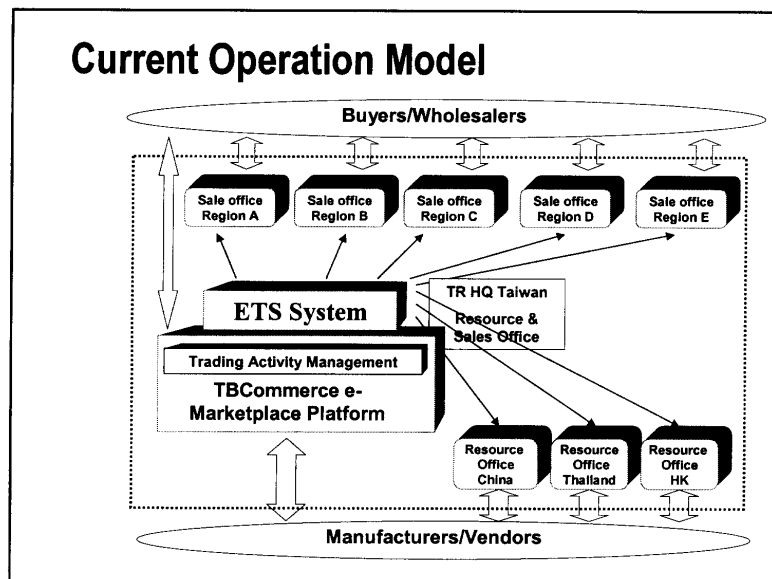 Current Operation Model
Buyers/Wholesalers
Sale office
Region A
Sale office
Region B
Sale office
Region C
Sale office
Region D
Sale office
Region E
ETS System
TR HQ Taiwan
Resource &
Sales Office
Trading Activity Management
TBCommerce e-
Marketplace Platform
Resource
Office
China
Resource
Office
Thailand
Resource
Office
HK
Manufacturers/Vendors